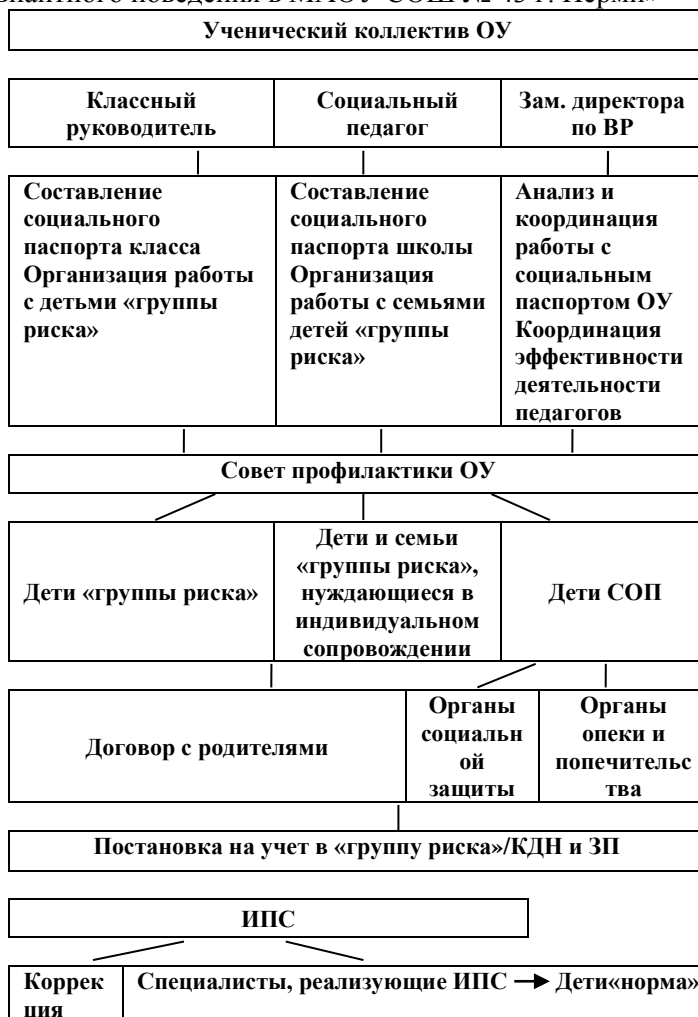 Ученический коллектив ОУ
Классный
руководитель
Социальный
педагог
Зам. директора
по ВР
Составление
социального
паспорта класса
Организация работы
с детьми «группы
риска»
Составление
социального
паспорта школы
Организация
работы с семьями
детей «группы
риска»
Анализ и
координация
работы с
социальным
паспортом ОУ
Координация
эффективности
деятельности
педагогов
Совет профилактики ОУ
Дети «группы риска»
Дети и семьи
«группы риска»,
нуждающиеся в
индивидуальном
сопровождении
Дети СОП
Договор с родителями
Органы
социальн
ой
защиты
Органы
опеки и
попечительс
тва
Постановка на учет в «группу риска»/КДН и ЗП
ИПС
Коррек
ция
Специалисты, реализующие ИПС → Дети«норма»